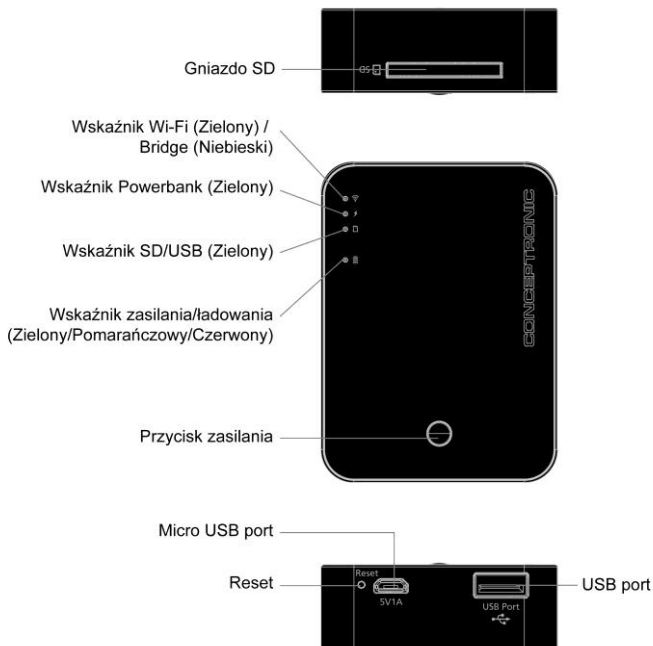 Gniazdo SD
SD
Wskaźnik Wi-Fi (Zielony) /
Bridge (Niebieski)
Wskaźnik Powerbank (Zielony)
Wskaźnik SD/USB (Zielony)
Wskaźnik zasilania/ładowania
(Zielony/Pomarańczowy/Czerwony)
CONCEPTRONIC
Przycisk zasilania
Micro USB port
Reset
Reset
5V1A
USB Port
USB port